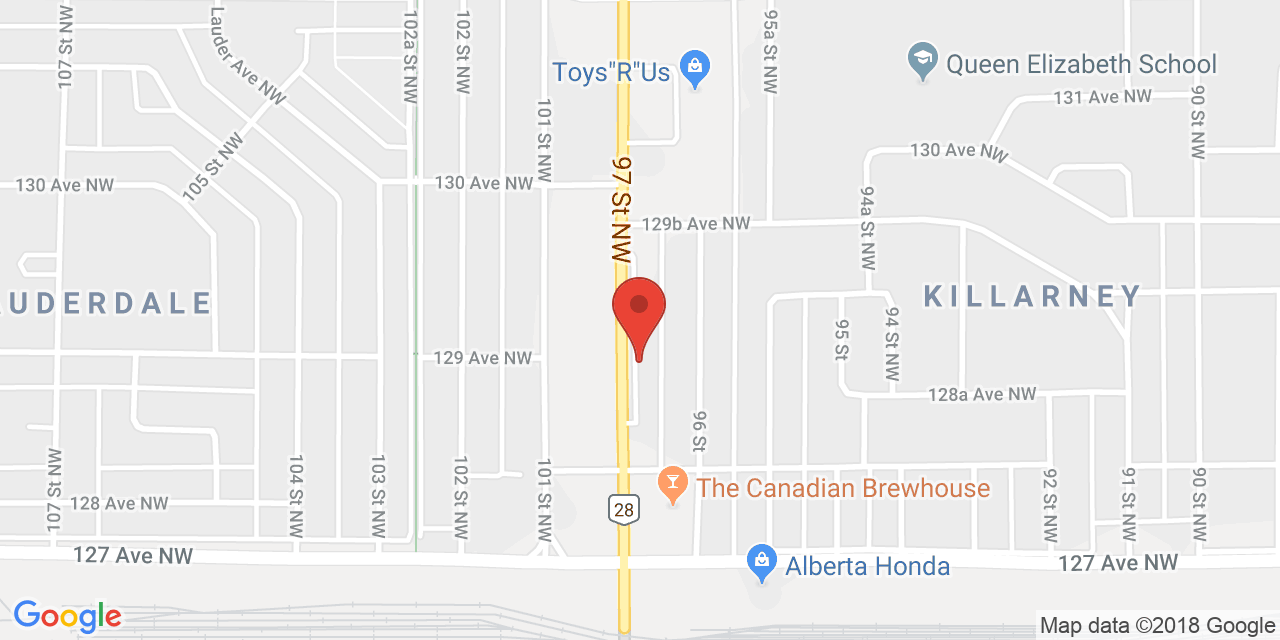 107 St NW
Lauder Ave NW
102a St NW
102 St NW
95a St NW
Toys"R"Us
Queen Elizabeth School
101 St NW
131 Ave NW
90 St NW
105 St NW
97 St NW
130 Ave NW
130 Ave NW
130 Ave NW
94a St NW
129b Ave NW
AUDERDALE
KILLARNEY
95 St
94 St NW
129 Ave NW
128a Ave NW
96 St
107 St NW
104 St NW
103 St NW
102 St NW
101 St NW
92 St NW
91 St NW
90 St NW
The Canadian Brewhouse
128 Ave NW
28
127 Ave NW
Alberta Honda
127 Ave NW
Google
Map data ©2018 Google